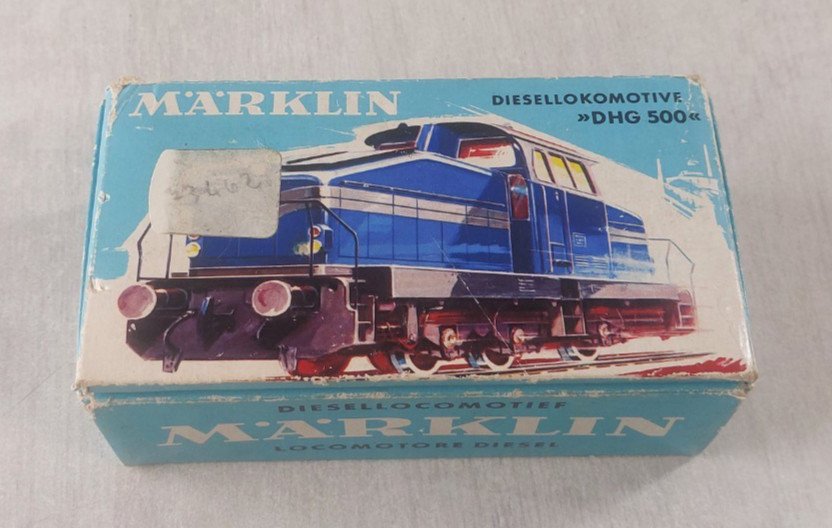 MÄRKLIN
DIESELLOKOMOTIVE
»DHG 500«
DIESELLOCOMOTIEF
MÄRKLIN
LOCOMOTORE DIESEL